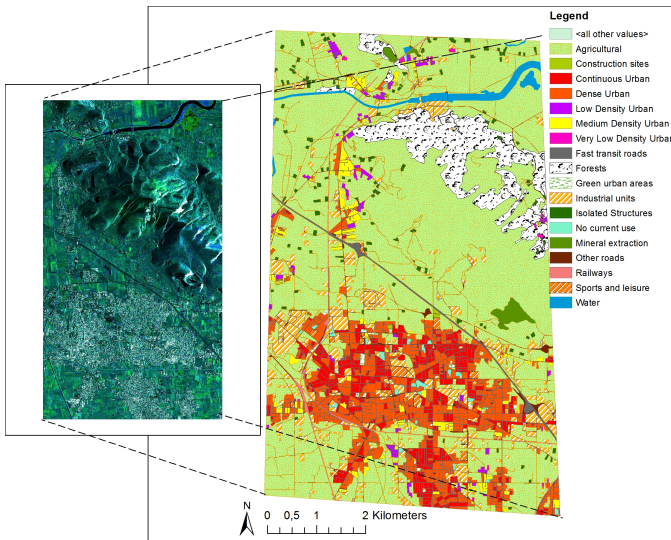 Legend
<all other values>
Agricultural
Construction sites
Continuous Urban
Dense Urban
Low Density Urban
Medium Density Urban
Very Low Density Urban
Fast transit roads
Forests
Green urban areas
Industrial units
Isolated Structures
No current use
Mineral extraction
Other roads
Railways
Sports and leisure
Water
N
0 0,5 1 2 Kilometers